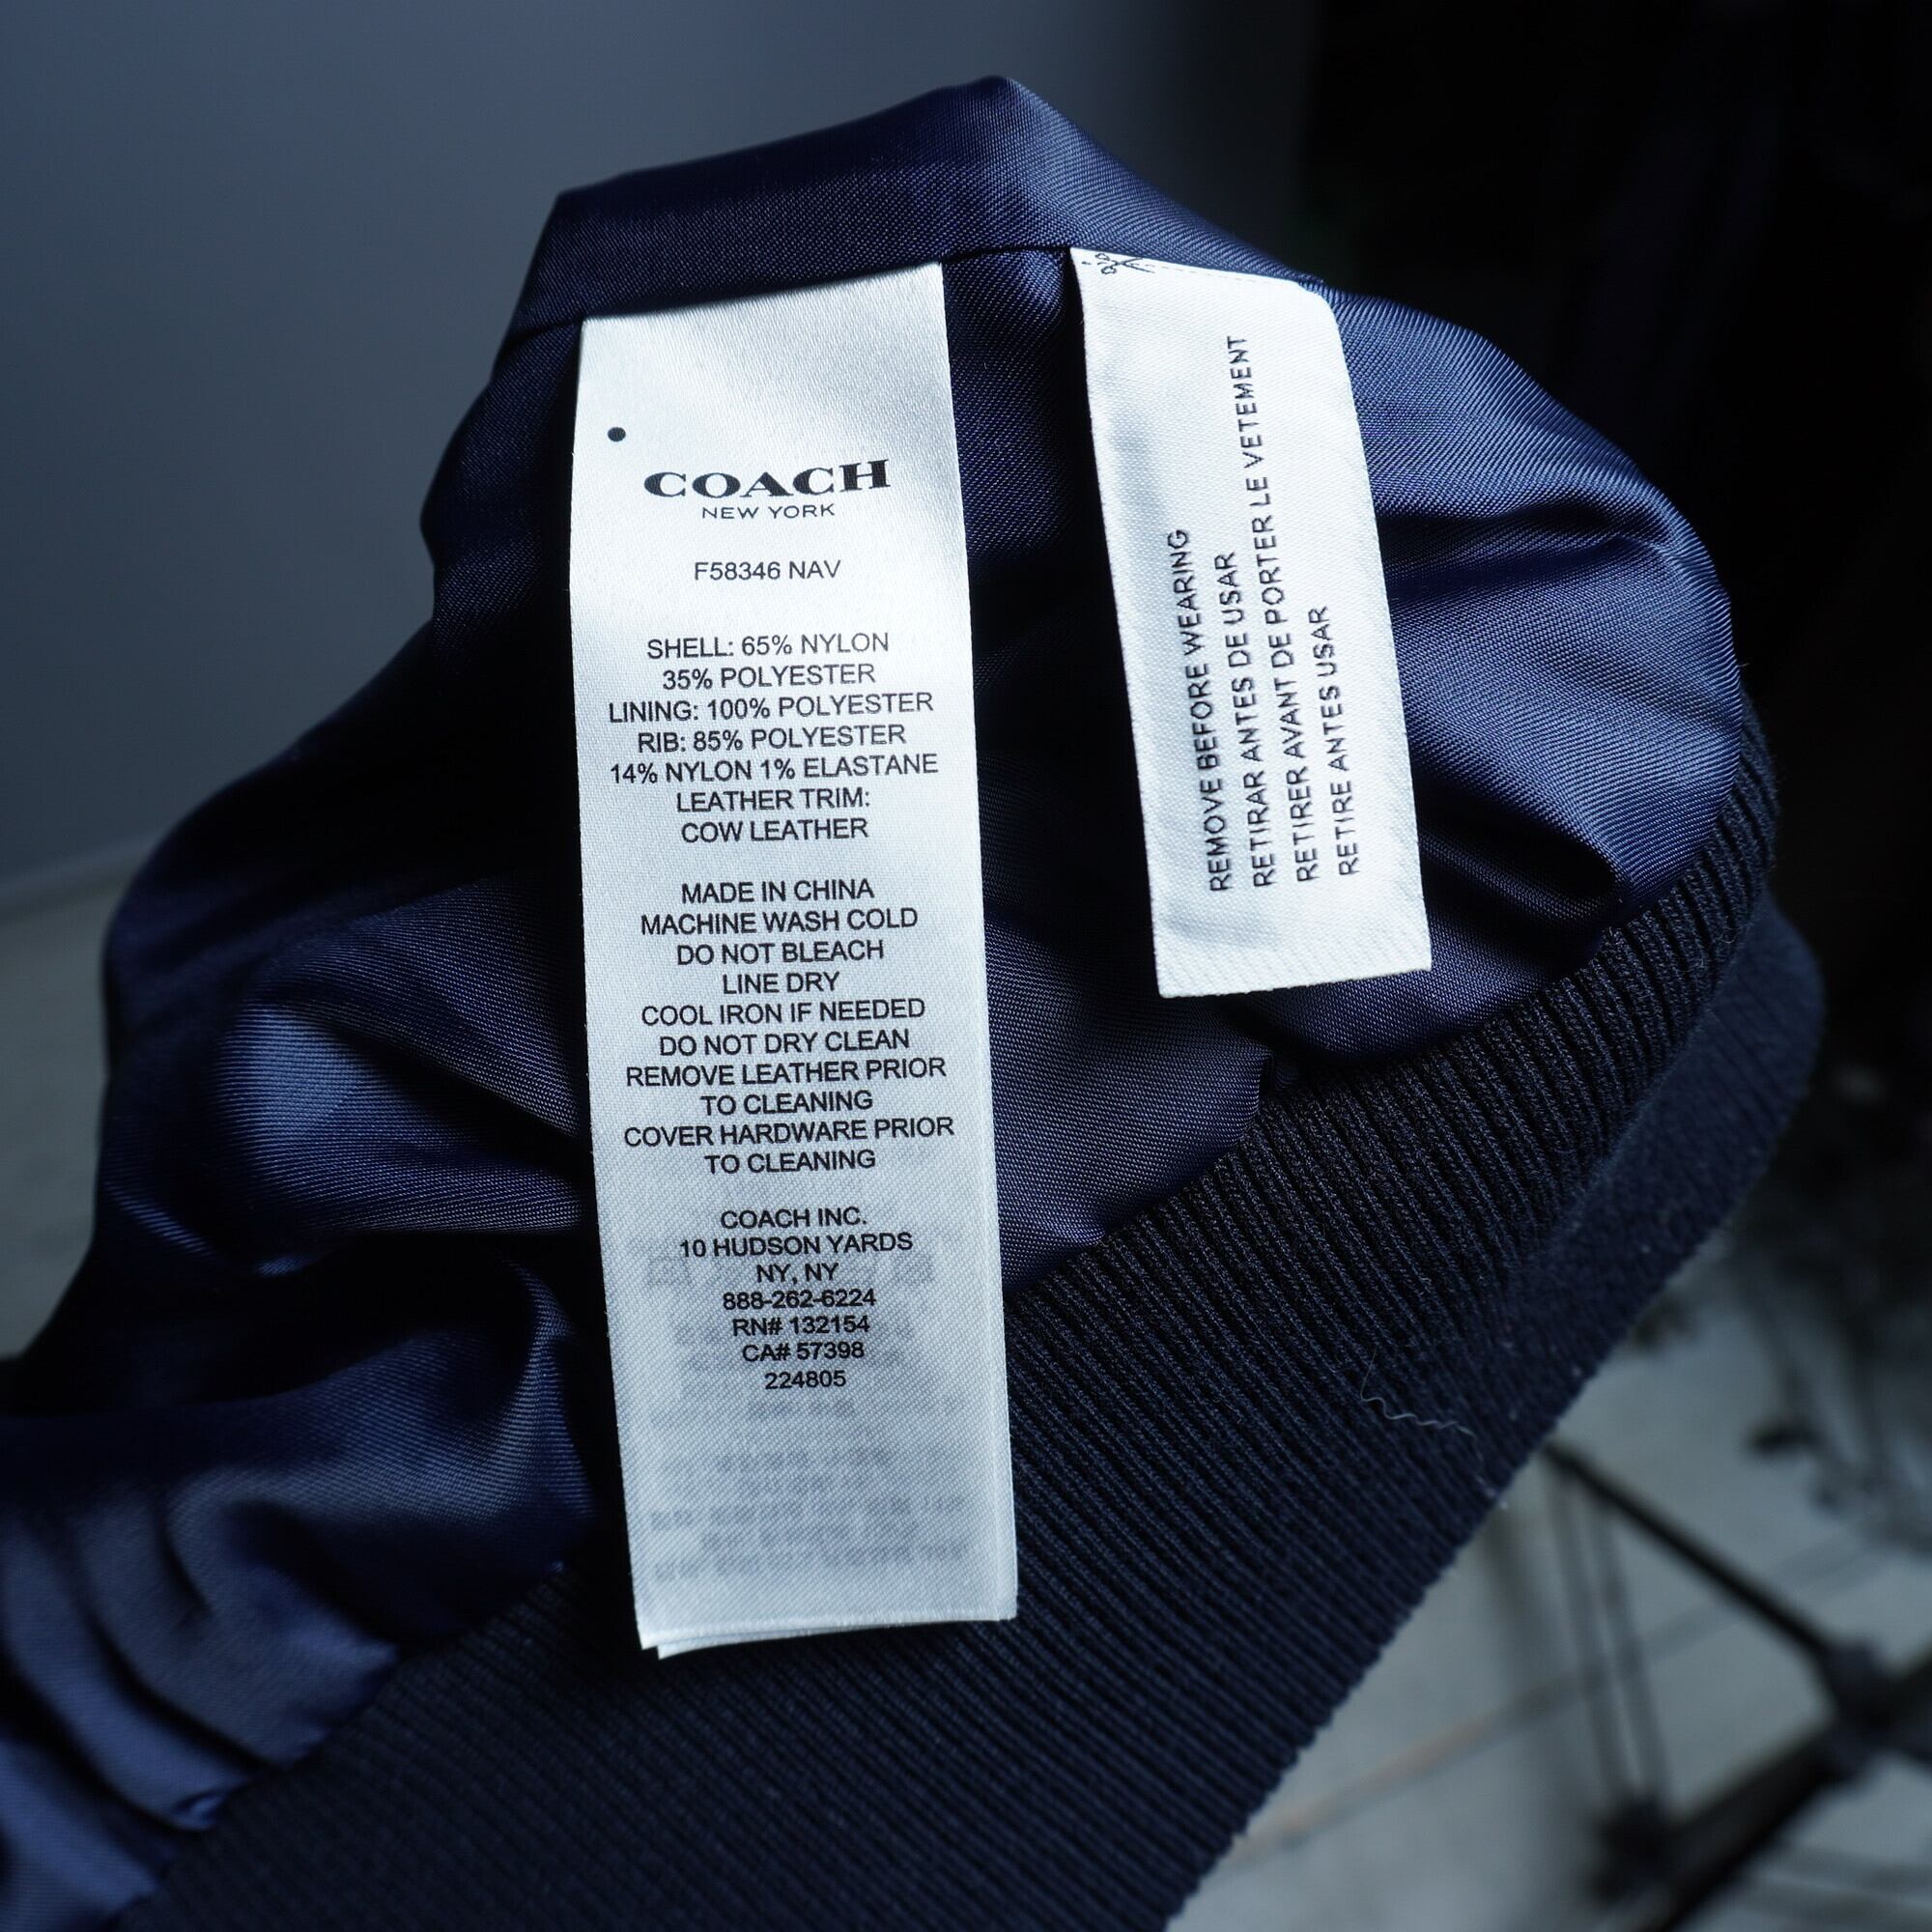 COACH
NEW YORK
F58346 NAV
SHELL: 65% NYLON
35% POLYESTER
LINING: 100% POLYESTER
RIB: 85% POLYESTER
14% NYLON 1% ELASTANE
LEATHER TRIM:
COW LEATHER
MADE IN CHINA
MACHINE WASH COLD
DO NOT BLEACH
LINE DRY
COOL IRON IF NEEDED
DO NOT DRY CLEAN
REMOVE LEATHER PRIOR
TO CLEANING
COVER HARDWARE PRIOR
TO CLEANING
COACH INC.
10 HUDSON YARDS
NY, NY
888-262-6224
RN# 132154
CA# 57398
224805
REMOVE BEFORE WEARING
RETIRAR ANTES DE USAR
RETIRER AVANT DE PORTER LE VETEMENT
RETIRE ANTES USAR